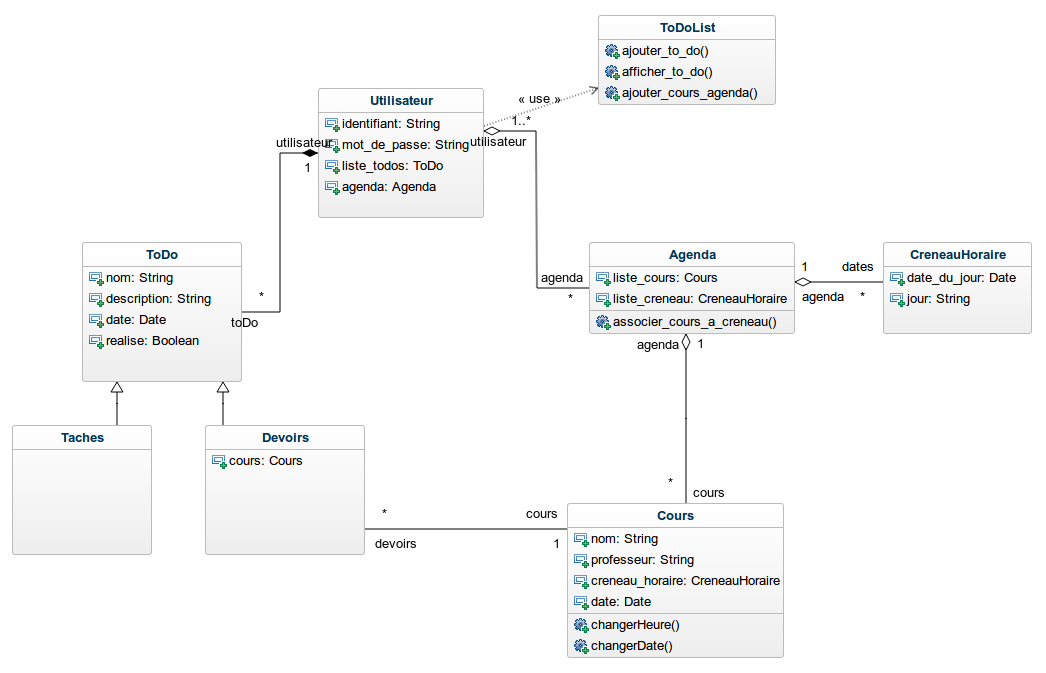 ToDoList
ajouter_to_do()
afficher_to_do()
ajouter_cours_agenda()
« use »
Utilisateur
identifiant: String
mot_de_passe: String
liste_todos: ToDo
agenda: Agenda
utilisateur
1
1..*
utilisateur
ToDo
nom: String
description: String
date: Date
realise: Boolean
*
toDo
agenda
*
Agenda
liste_cours: Cours
liste_creneau: CreneauHoraire
associer_cours_a_creneau()
1
dates
agenda
*
CreneauHoraire
date_du_jour: Date
jour: String
agenda
1
Taches
Devoirs
cours: Cours
*
cours
*
cours
devoirs
1
Cours
nom: String
professeur: String
creneau_horaire: CreneauHoraire
date: Date
changerHeure()
changerDate()